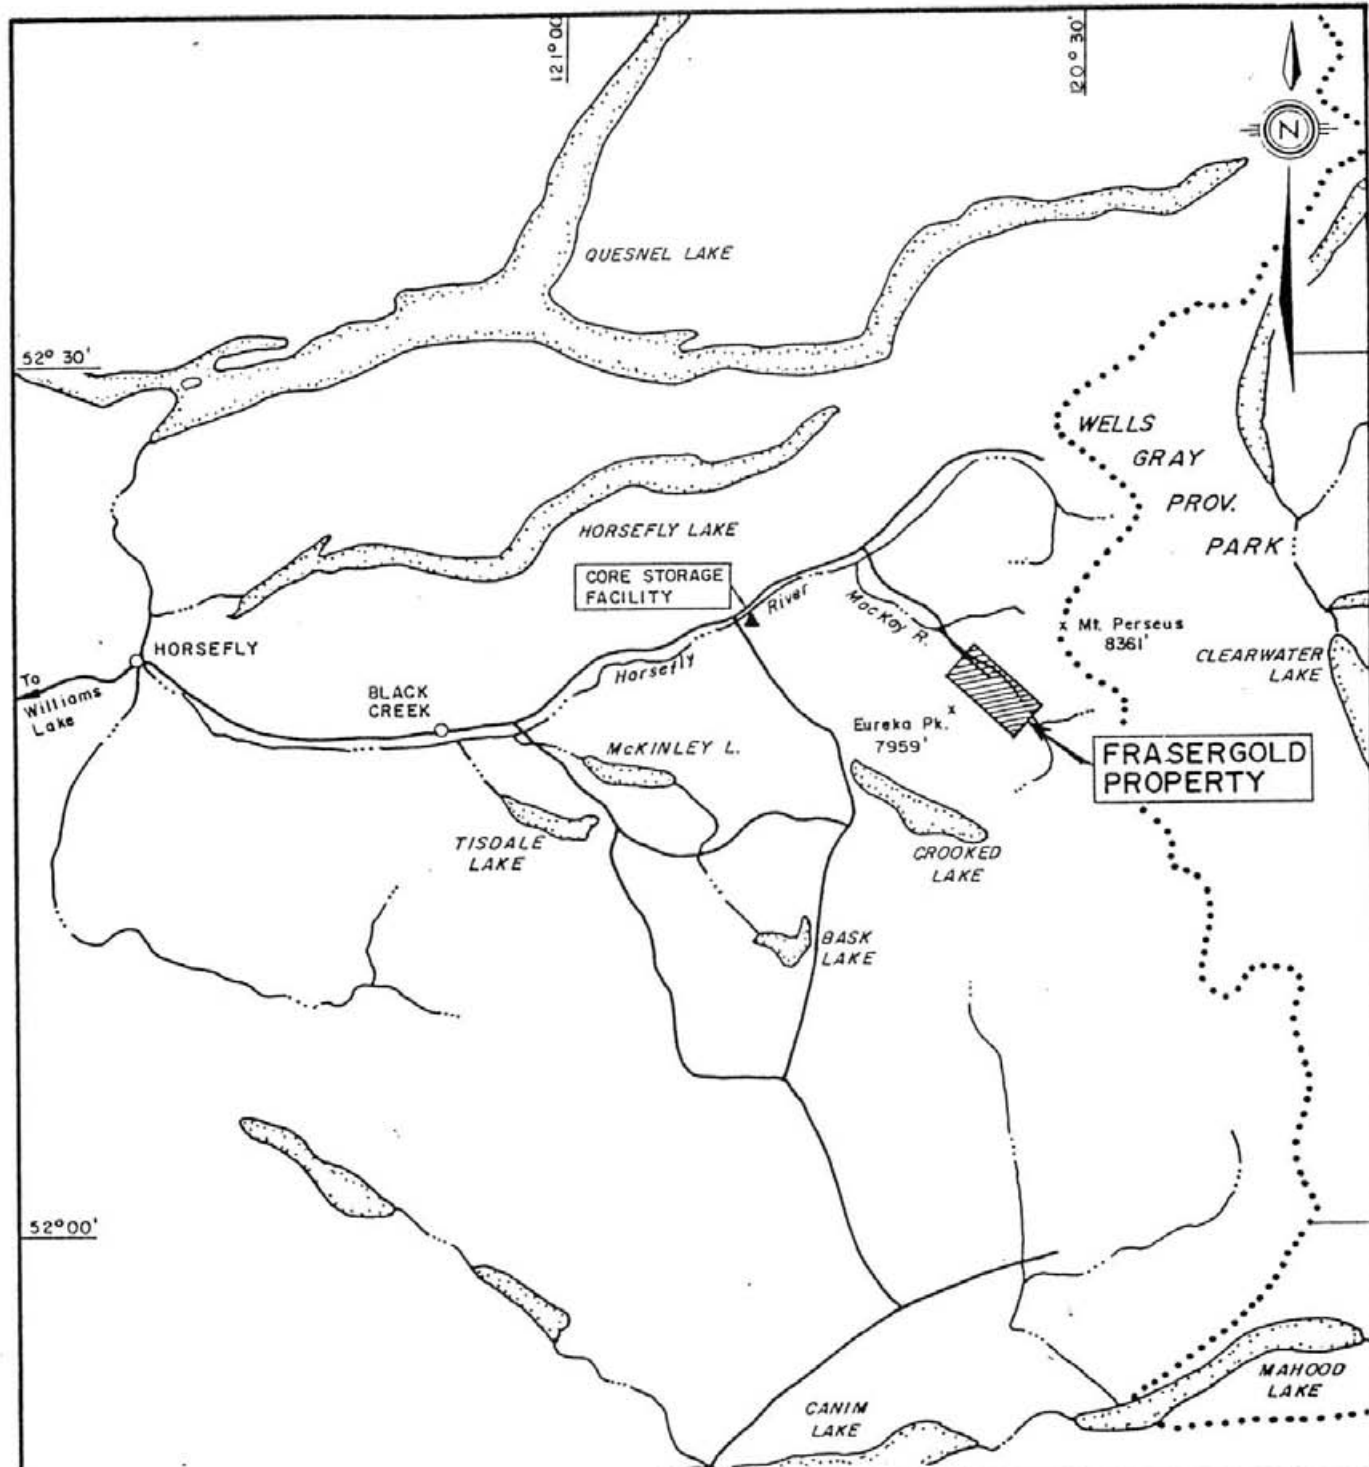 121°00'
120°30'
N
QUESNEL LAKE
52° 30'
WELLS
GRAY
PROV.
PARK
HORSEFLY LAKE
CORE STORAGE
FACILITY
River
MacKay R.
x Mt. Perseus
8361'
HORSEFLY
CLEARWATER
LAKE
Horsefly
To
Williams
Lake
BLACK
CREEK
x
Eureka Pk.
7959'
McKINLEY L.
FRASERGOLD
PROPERTY
TISDALE
LAKE
CROOKED
LAKE
BASK
LAKE
52°00'
MAHOOD
LAKE
CANIM
LAKE